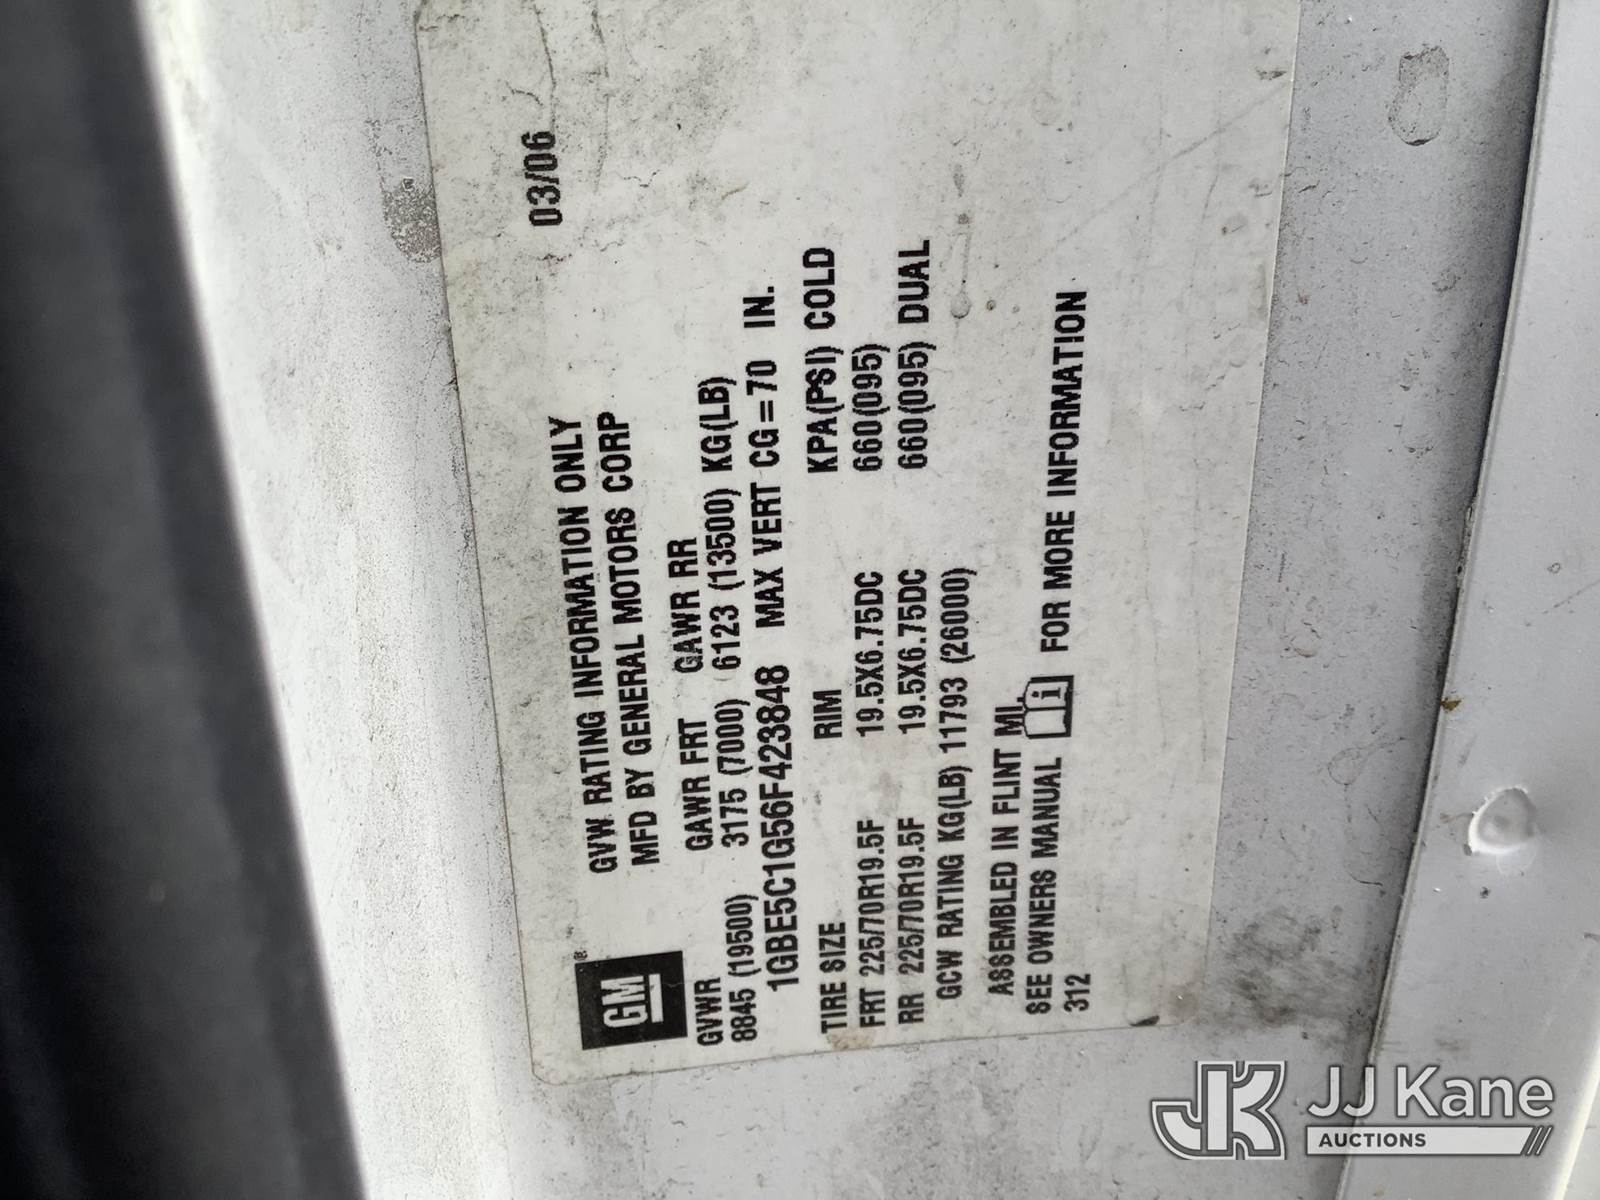 03/06
GVW RATING INFORMATION ONLY
MFD BY GENERAL MOTORS CORP
GM®
GVWR GAWR FRT GAWR RR
8845 (19500) 3175 (7000) 6123 (13500) KG(LB)
1GBE5C1G56F423848 MAX VERT CG=70 IN.
TIRE SIZE RIM KPA(PSI) COLD
FRT 225/70R19.5F 19.5X6.75DC 660(095)
RR 225/70R19.5F 19.5X6.75DC 660(095) DUAL
GCW RATING KG(LB) 11793 (26000)
ASSEMBLED IN FLINT MI.
SEE OWNERS MANUAL i FOR MORE INFORMATION
312
JK JJ Kane
AUCTIONS